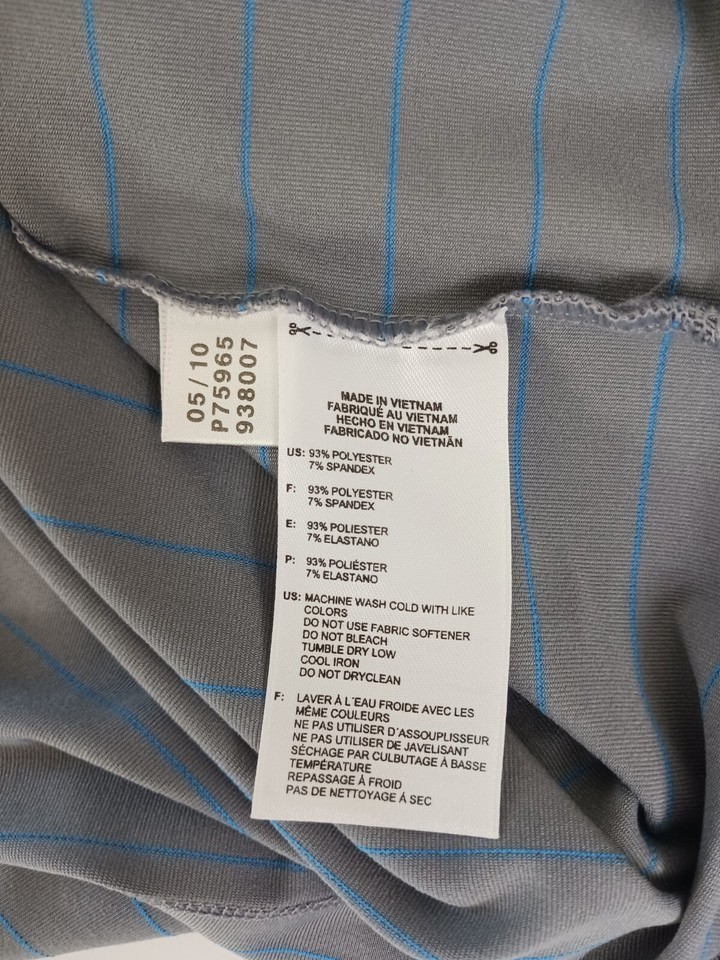 05/10
P75965
938007
MADE IN VIETNAM
FABRIQUÉ AU VIETNAM
HECHO EN VIETNAM
FABRICADO NO VIETNÃN
US: 93% POLYESTER
7% SPANDEX
F: 93% POLYESTER
7% SPANDEX
E: 93% POLIESTER
7% ELASTANO
P: 93% POLIÉSTER
7% ELASTANO
US: MACHINE WASH COLD WITH LIKE
COLORS
DO NOT USE FABRIC SOFTENER
DO NOT BLEACH
TUMBLE DRY LOW
COOL IRON
DO NOT DRYCLEAN
F: LAVER À L'EAU FROIDE AVEC LES
MÊME COULEURS
NE PAS UTILISER D'ASSOUPLISSEUR
NE PAS UTILISER DE JAVELISANT
SÉCHAGE PAR CULBUTAGE À BASSE
TEMPÉRATURE
REPASSAGE À FROID
PAS DE NETTOYAGE Á SEC